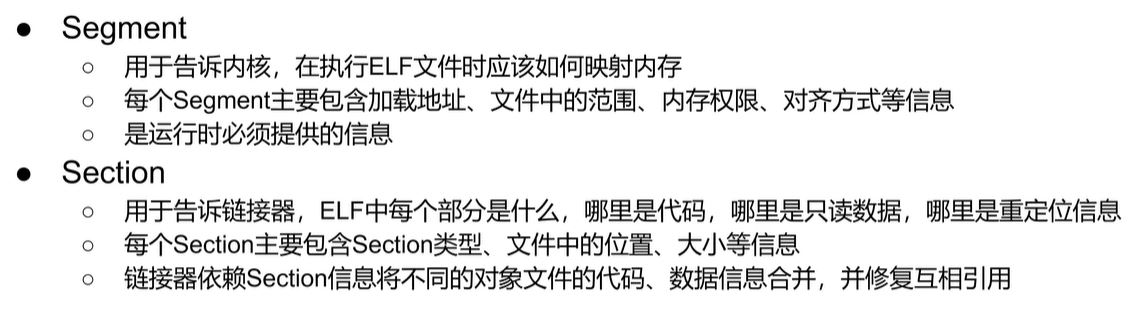 ● Segment
○ 用于告诉内核，在执行ELF文件时应该如何映射内存
○ 每个Segment主要包含加载地址、文件中的范围、内存权限、对齐方式等信息
○ 是运行时必须提供的信息
● Section
○ 用于告诉链接器，ELF中每个部分是什么，哪里是代码，哪里是只读数据，哪里是重定位信息
○ 每个Section主要包含Section类型、文件中的位置、大小等信息
○ 链接器依赖Section信息将不同的对象文件的代码、数据信息合并，并修复互相引用